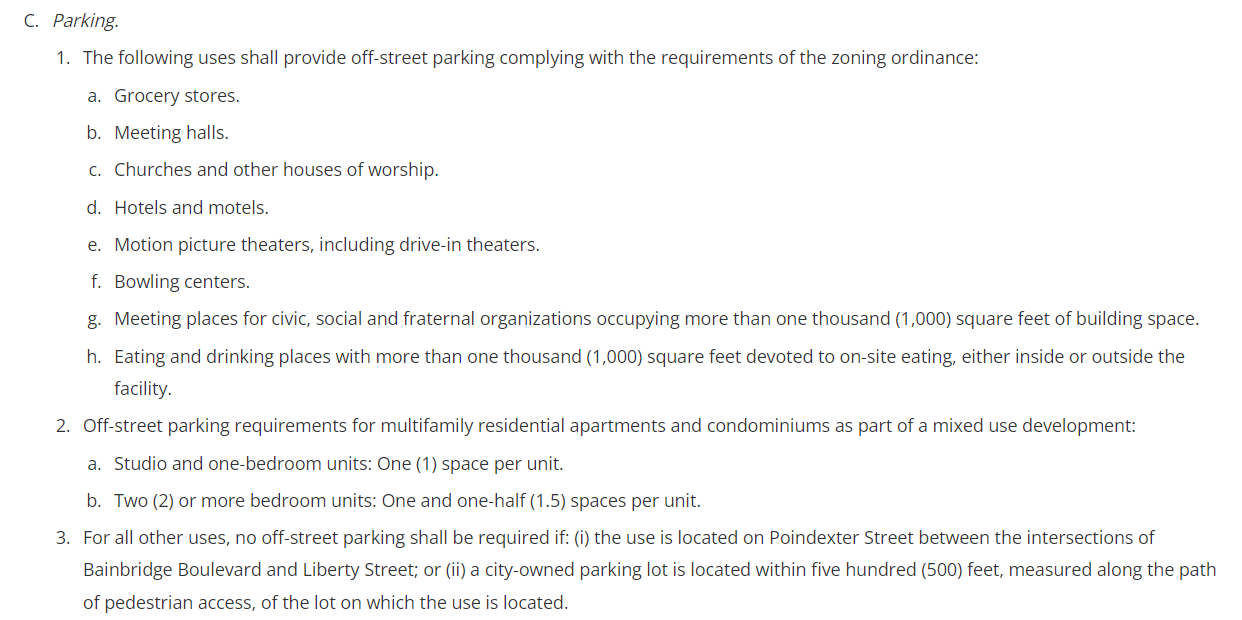 C. Parking.
1. The following uses shall provide off-street parking complying with the requirements of the zoning ordinance:
a. Grocery stores.
b. Meeting halls.
c. Churches and other houses of worship.
d. Hotels and motels.
e. Motion picture theaters, including drive-in theaters.
f. Bowling centers.
g. Meeting places for civic, social and fraternal organizations occupying more than one thousand (1,000) square feet of building space.
h. Eating and drinking places with more than one thousand (1,000) square feet devoted to on-site eating, either inside or outside the
facility.
2. Off-street parking requirements for multifamily residential apartments and condominiums as part of a mixed use development:
a. Studio and one-bedroom units: One (1) space per unit.
b. Two (2) or more bedroom units: One and one-half (1.5) spaces per unit.
3. For all other uses, no off-street parking shall be required if: (i) the use is located on Poindexter Street between the intersections of
Bainbridge Boulevard and Liberty Street; or (ii) a city-owned parking lot is located within five hundred (500) feet, measured along the path
of pedestrian access, of the lot on which the use is located.